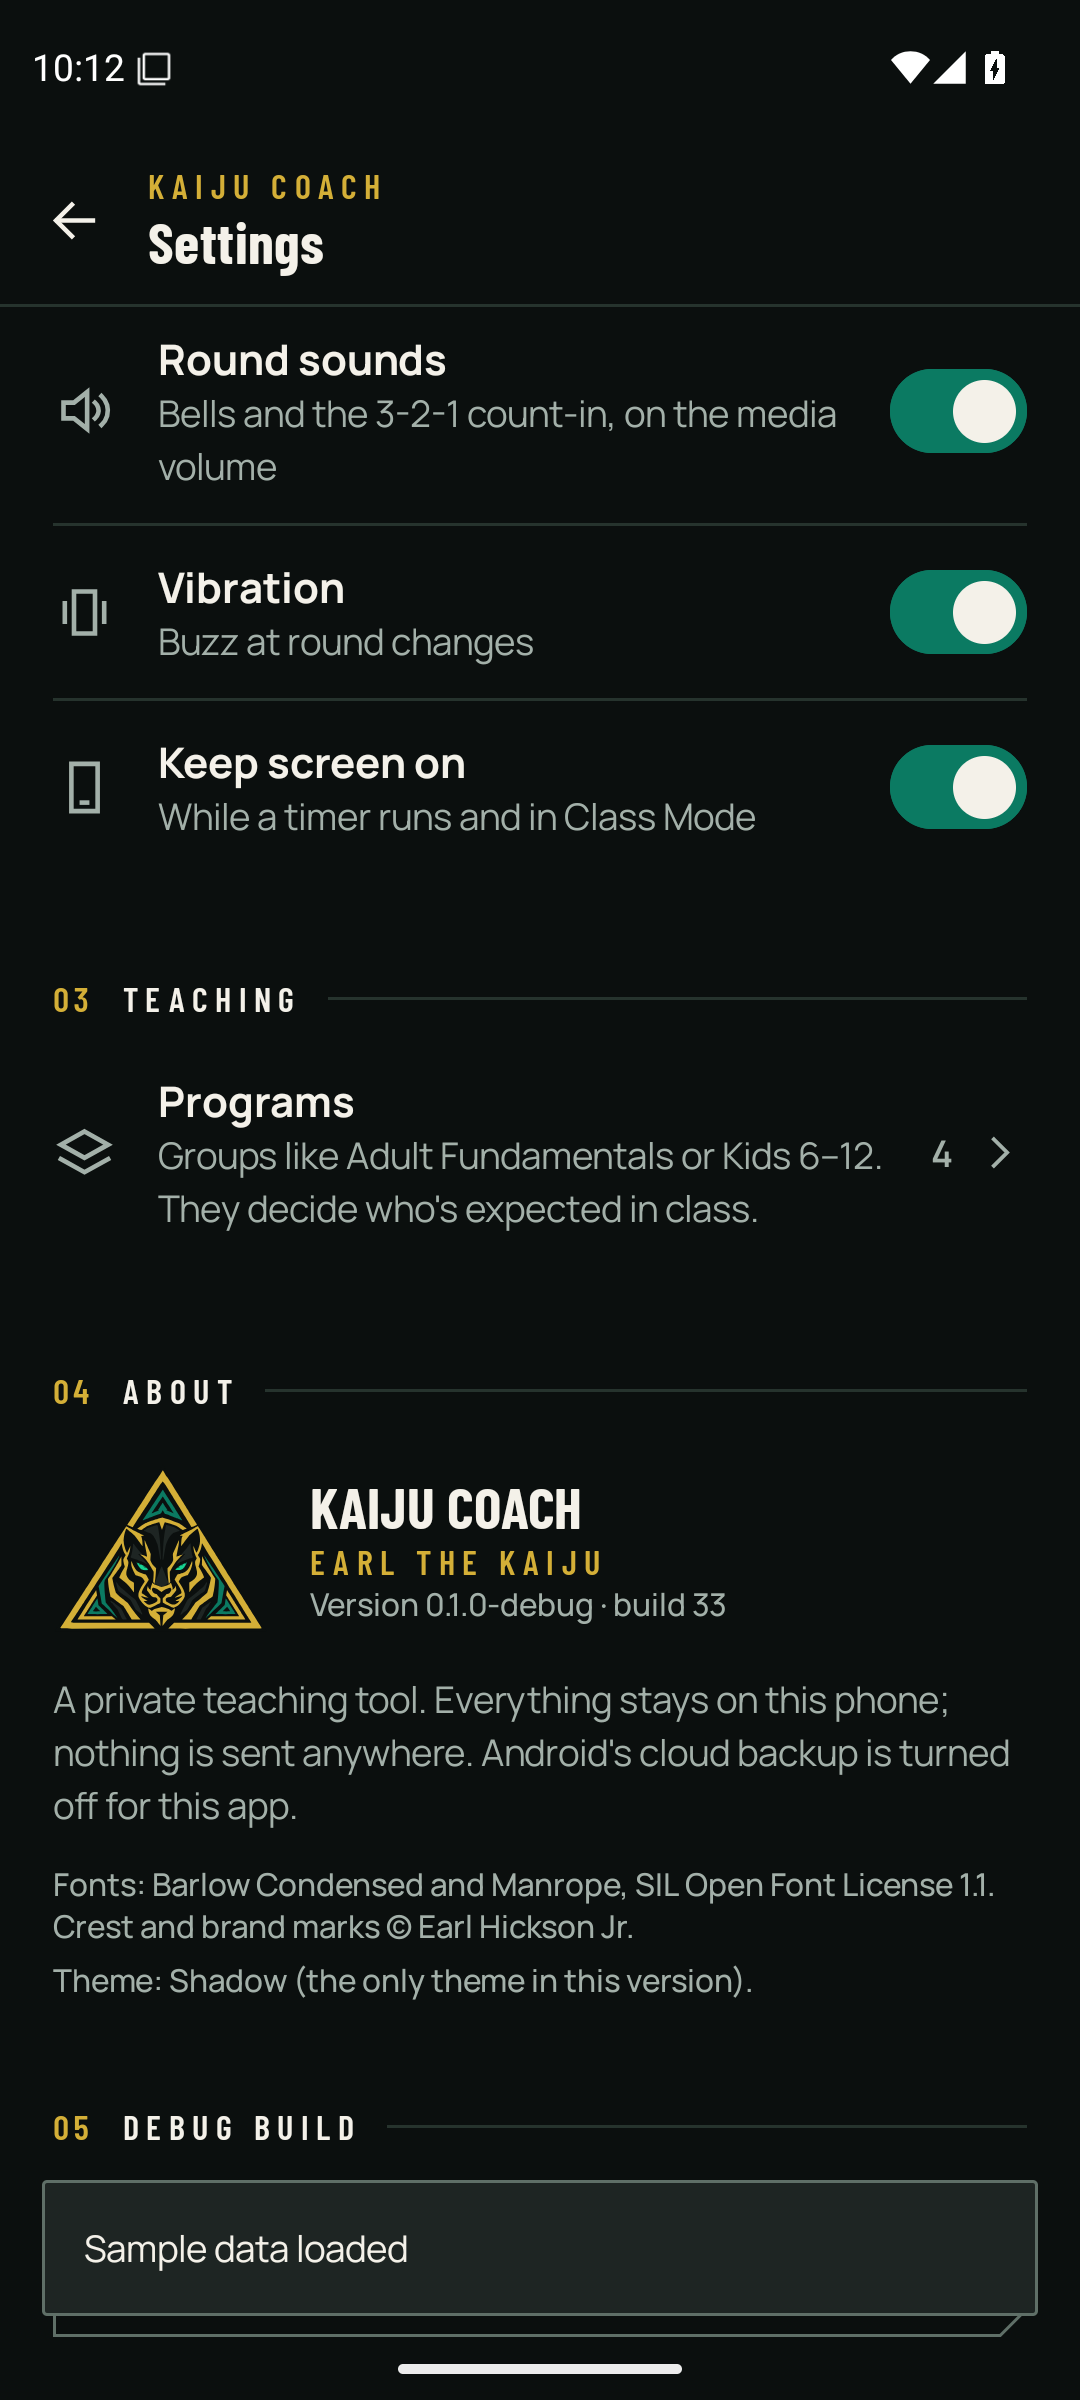 10:12
KAIJU COACH
Settings
Round sounds
Bells and the 3-2-1 count-in, on the media
volume
Vibration
Buzz at round changes
Keep screen on
While a timer runs and in Class Mode
03 TEACHING
Programs
Groups like Adult Fundamentals or Kids 6–12.
They decide who's expected in class.
4
04 ABOUT
KAIJU COACH
EARL THE KAIJU
Version 0.1.0-debug · build 33
A private teaching tool. Everything stays on this phone;
nothing is sent anywhere. Android's cloud backup is turned
off for this app.
Fonts: Barlow Condensed and Manrope, SIL Open Font License 1.1.
Crest and brand marks © Earl Hickson Jr.
Theme: Shadow (the only theme in this version).
05 DEBUG BUILD
Sample data loaded